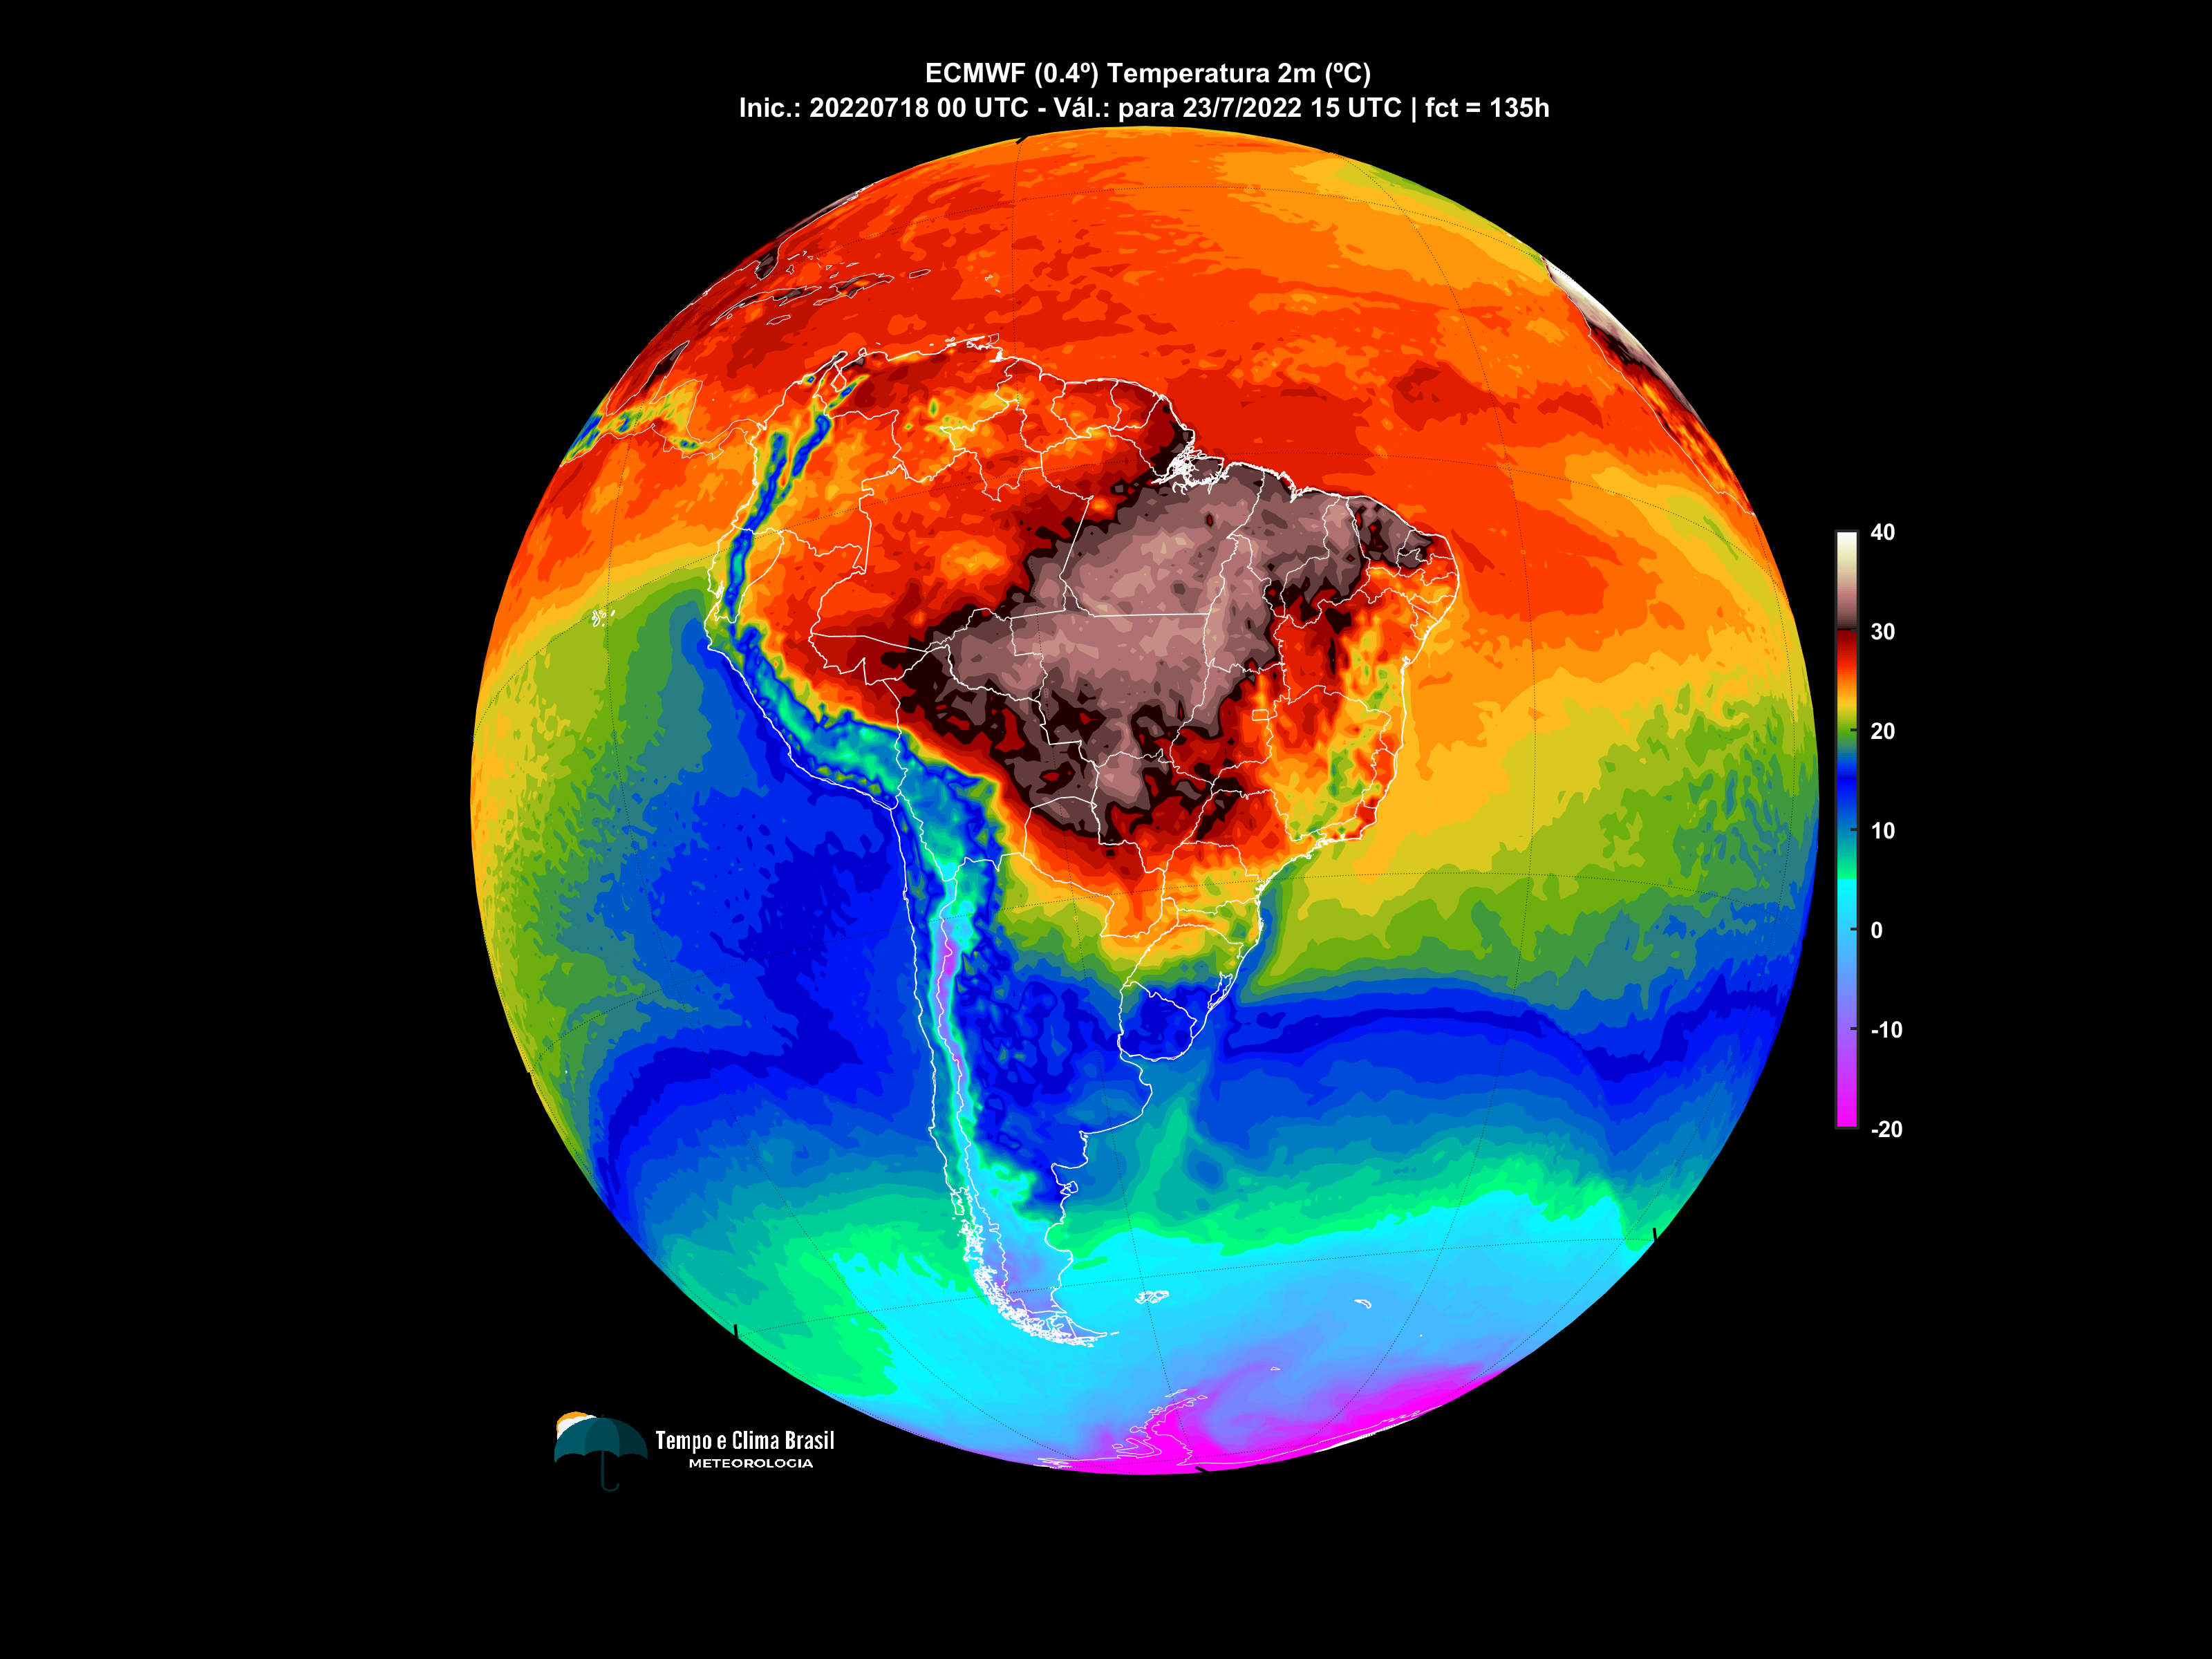 ECMWF (0.4º) Temperatura 2m (ºC)
Inic.: 20220718 00 UTC - Vál.: para 23/7/2022 15 UTC | fct = 135h
40
30
20
10
0
-10
-20
Tempo e Clima Brasil
METEOROLOGIA